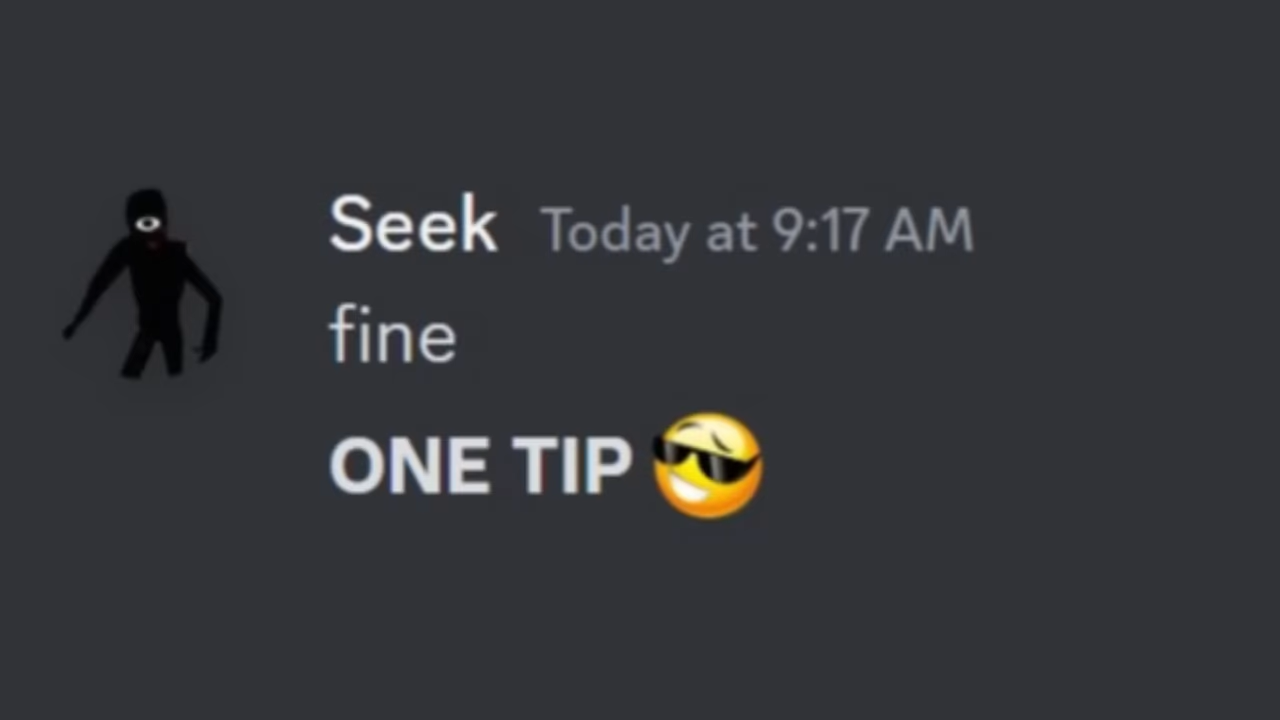 Seek Today at 9:17 AM
fine
ONE TIP 😎